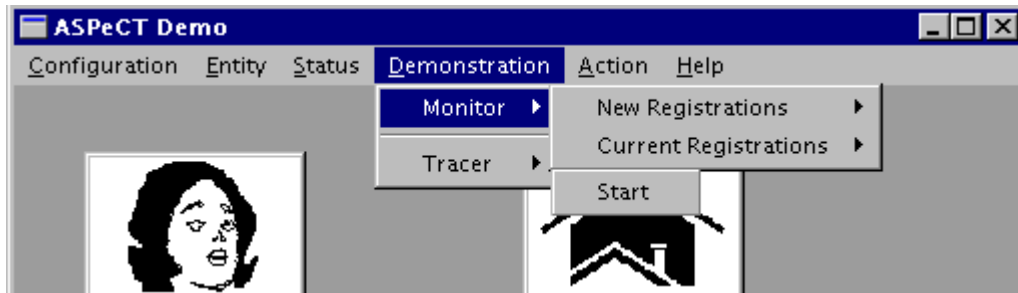 ASPeCT Demo
Configuration Entity Status Demonstration Action Help
Monitor New Registrations
Current Registrations
Tracer
Start